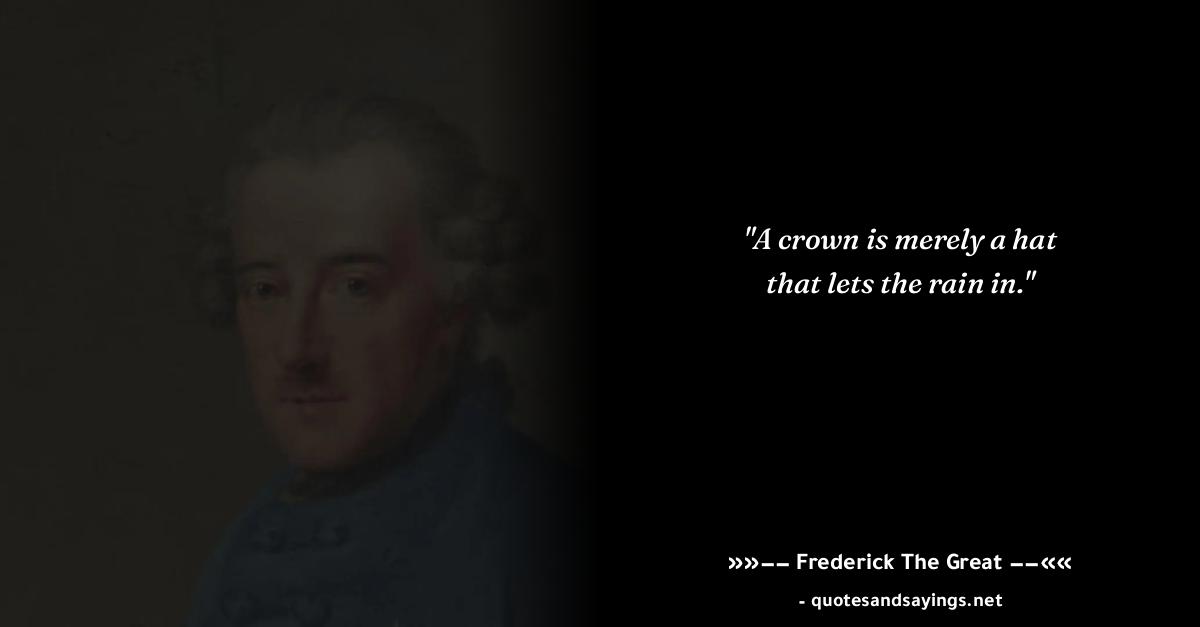 "A crown is merely a hat
that lets the rain in."
»»−− Frederick The Great −−««
- quotesandsayings.net